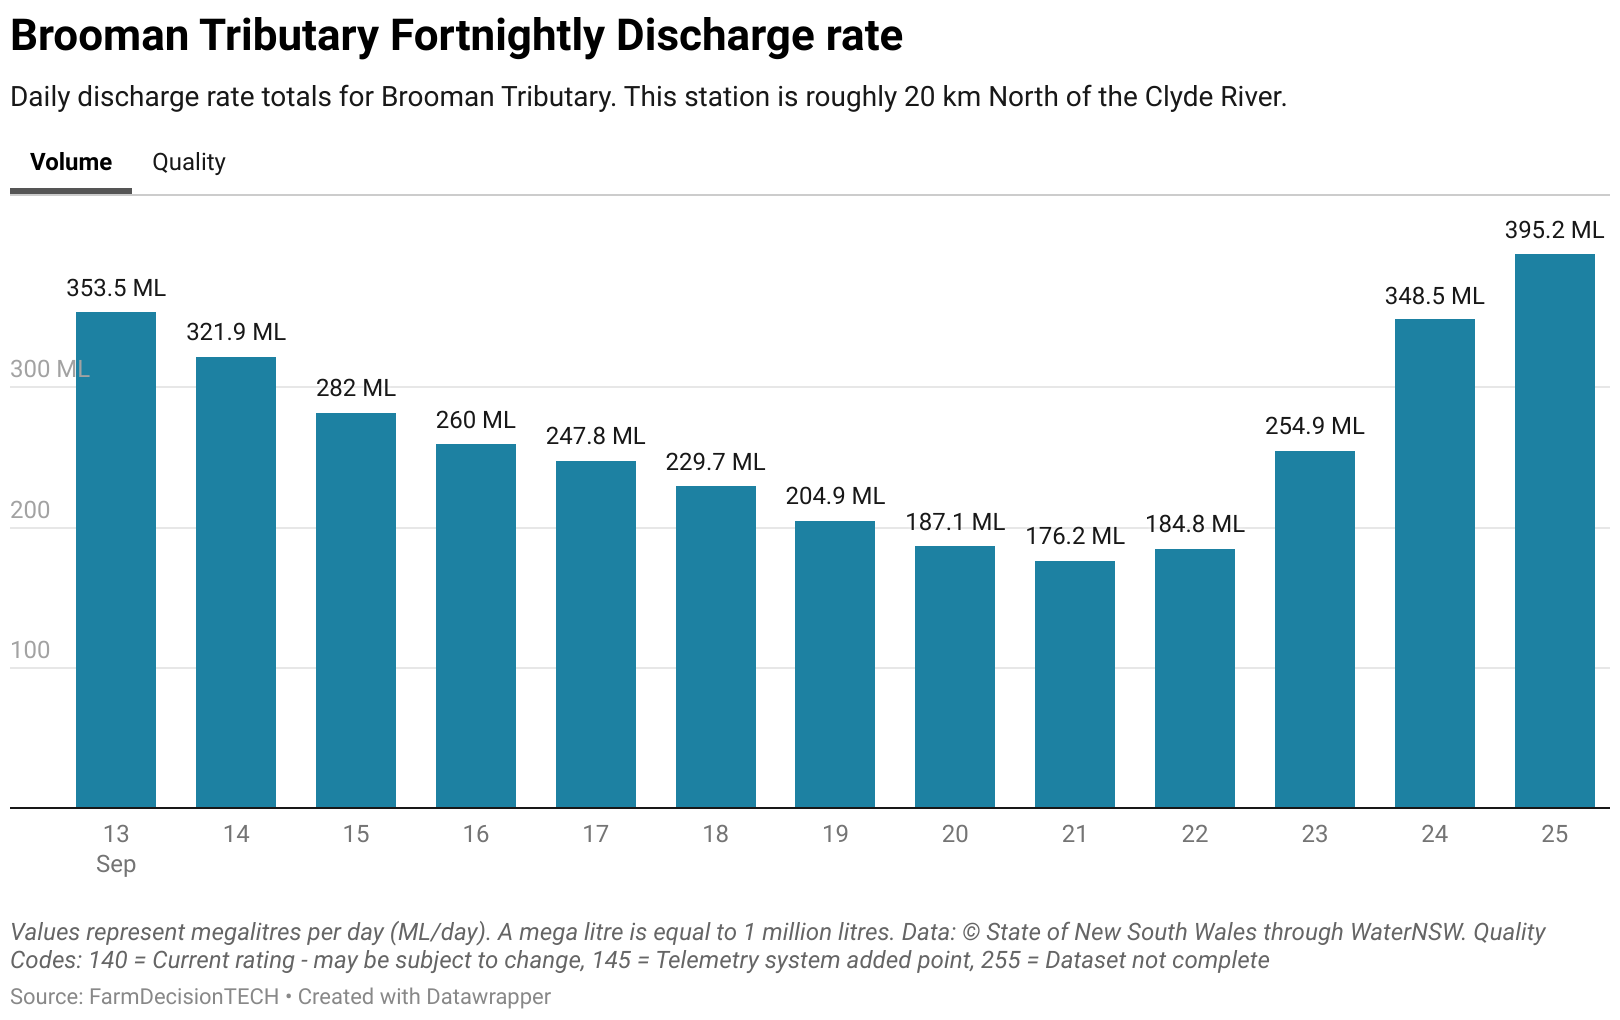 Brooman Tributary Fortnightly Discharge rate
Daily discharge rate totals for Brooman Tributary. This station is roughly 20 km North of the Clyde River.
Volume Quality
395.2 ML
353.5 ML
348.5 ML
321.9 ML
300 ML
282 ML
260 ML
254.9 ML
247.8 ML
229.7 ML
204.9 ML
200
187.1 ML
184.8 ML
176.2 ML
100
13 14 15 16 17 18 19 20 21 22 23 24 25
Sep
Values represent megalitres per day (ML/day). A mega litre is equal to 1 million litres. Data: © State of New South Wales through WaterNSW. Quality
Codes: 140 = Current rating - may be subject to change, 145 = Telemetry system added point, 255 = Dataset not complete
Source: FarmDecisionTECH • Created with Datawrapper